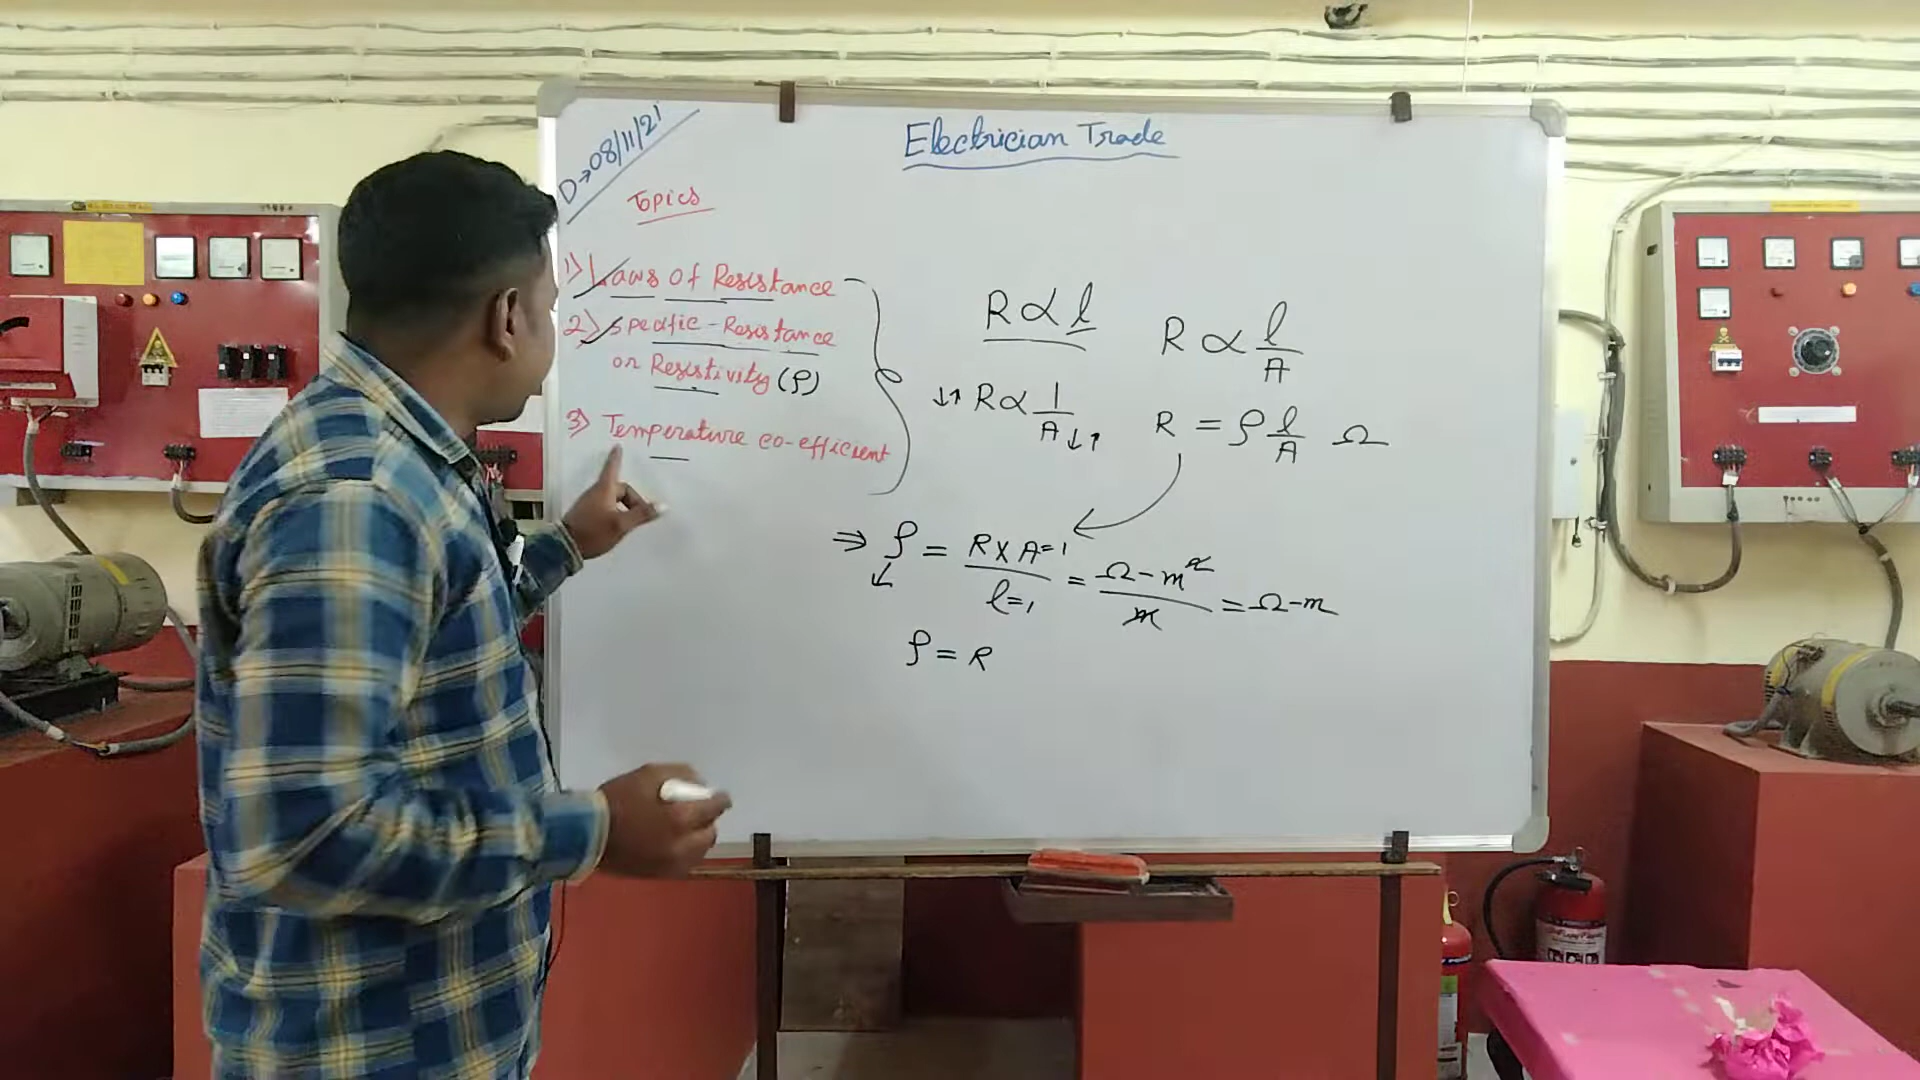 D→08/11/21
Electrician Trade
Topics
1) Laws of Resistance
2) Specific-Resistance
or Resistivity (ρ)
3) Temperature co-efficient
R ∝ l
↓↑ R ∝ 1/A ↓↑
R ∝ l/A
R = ρ l/A Ω
⇒ ρ = R×A=1 / l=1 = Ω-m² / m = Ω-m
ρ = R